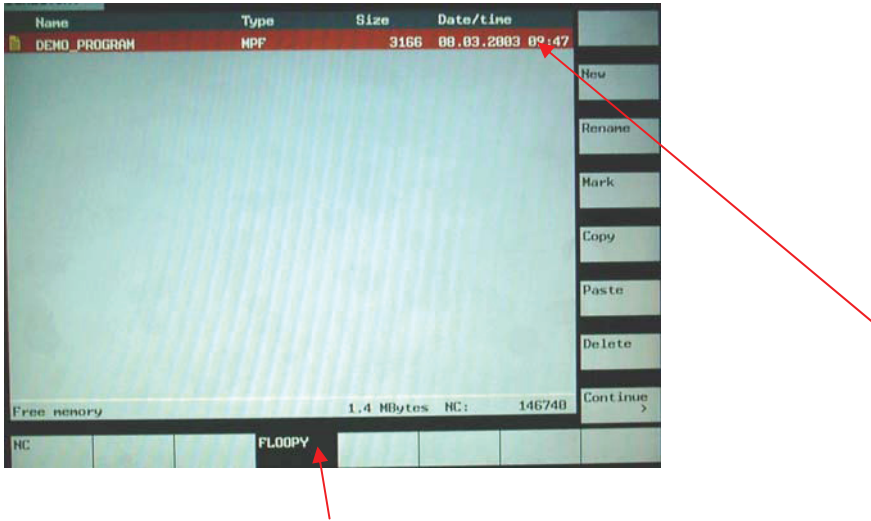 Name Type Size Date/time
DEMO_PROGRAM MPF 3166 08.03.2003 09:47
New
Rename
Mark
Copy
Paste
Delete
Continue
>
Free memory 1.4 MBytes NC: 146740
NC FLOOPY